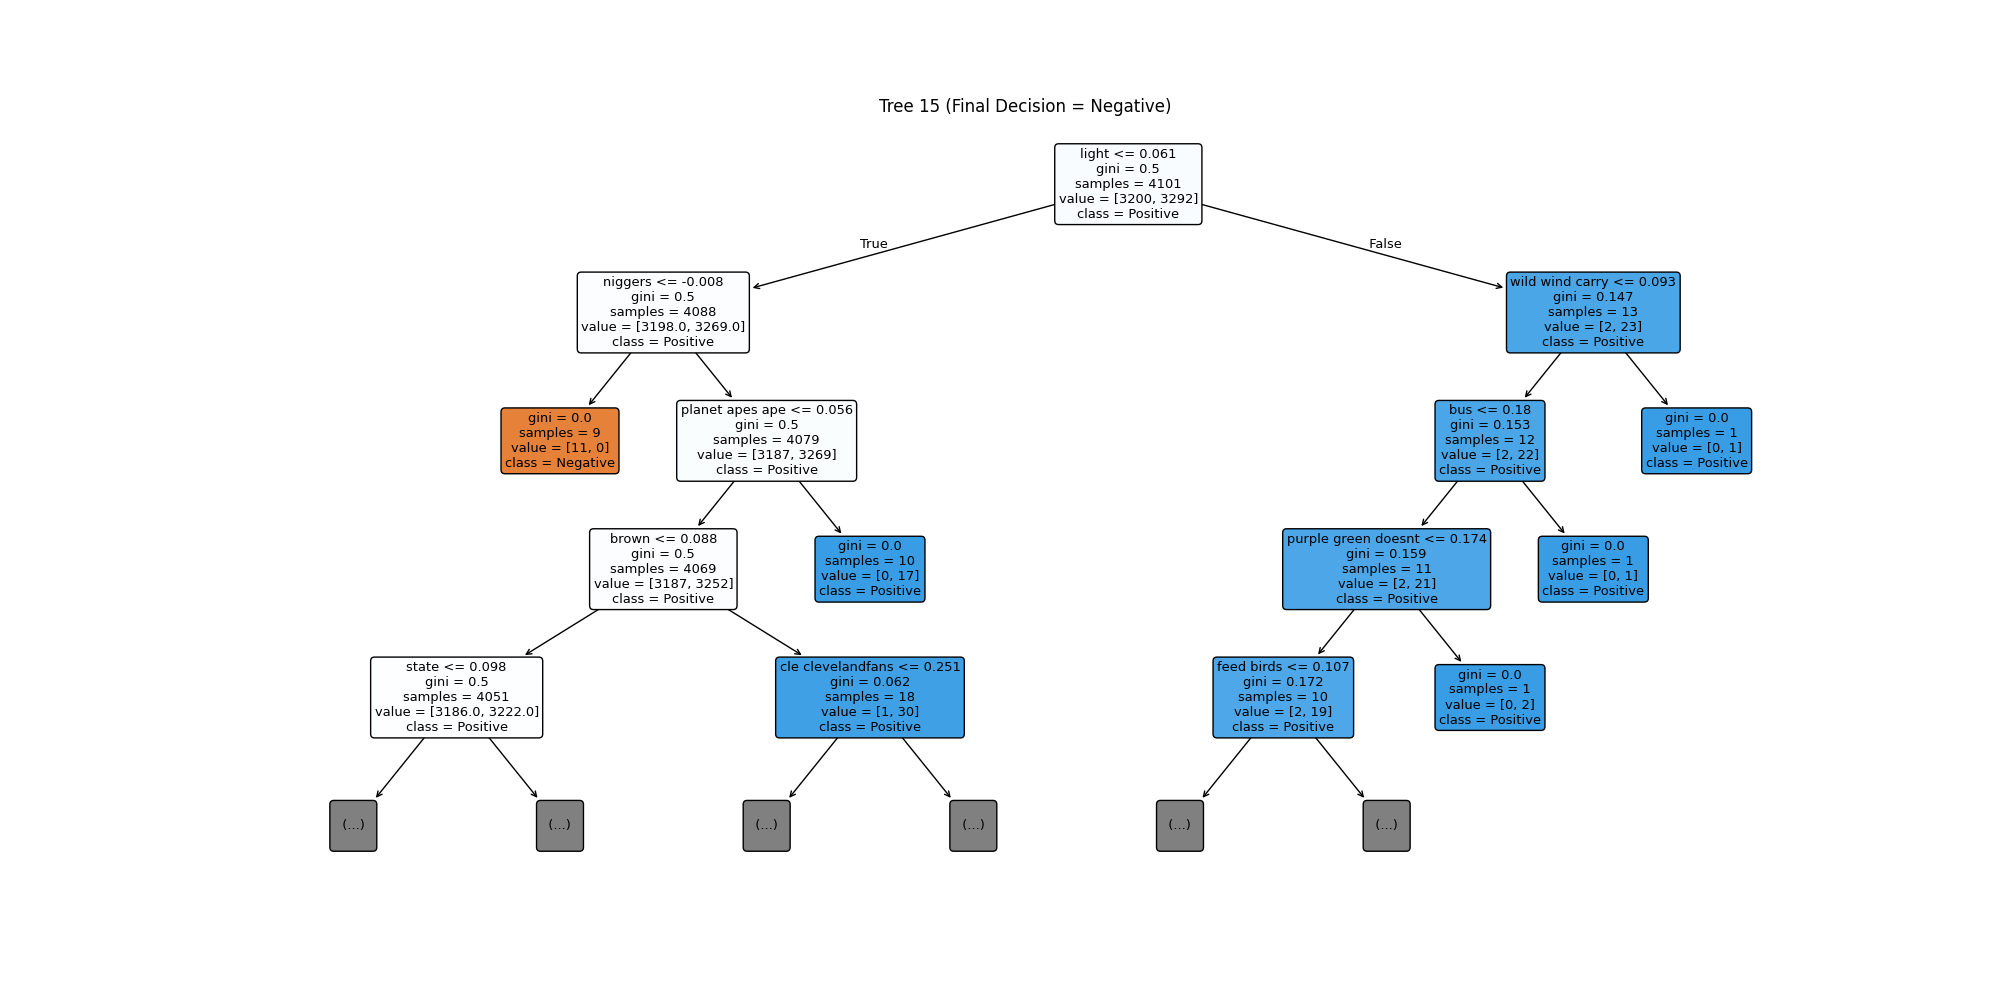 Tree 15 (Final Decision = Negative)
light <= 0.061
gini = 0.5
samples = 4101
value = [3200, 3292]
class = Positive
True
False
niggers <= -0.008
gini = 0.5
samples = 4088
value = [3198.0, 3269.0]
class = Positive
wild wind carry <= 0.093
gini = 0.147
samples = 13
value = [2, 23]
class = Positive
gini = 0.0
samples = 9
value = [11, 0]
class = Negative
planet apes ape <= 0.056
gini = 0.5
samples = 4079
value = [3187, 3269]
class = Positive
bus <= 0.18
gini = 0.153
samples = 12
value = [2, 22]
class = Positive
gini = 0.0
samples = 1
value = [0, 1]
class = Positive
brown <= 0.088
gini = 0.5
samples = 4069
value = [3187, 3252]
class = Positive
gini = 0.0
samples = 10
value = [0, 17]
class = Positive
purple green doesnt <= 0.174
gini = 0.159
samples = 11
value = [2, 21]
class = Positive
gini = 0.0
samples = 1
value = [0, 1]
class = Positive
state <= 0.098
gini = 0.5
samples = 4051
value = [3186.0, 3222.0]
class = Positive
cle clevelandfans <= 0.251
gini = 0.062
samples = 18
value = [1, 30]
class = Positive
feed birds <= 0.107
gini = 0.172
samples = 10
value = [2, 19]
class = Positive
gini = 0.0
samples = 1
value = [0, 2]
class = Positive
(...)
(...)
(...)
(...)
(...)
(...)